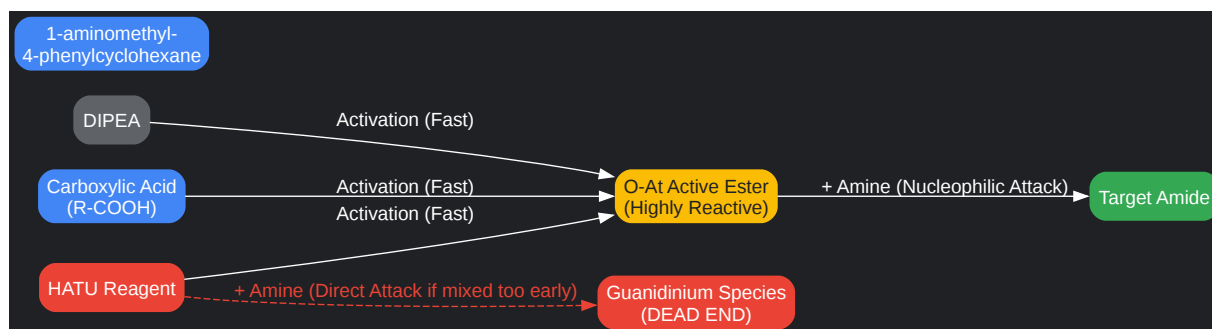 1-aminomethyl-
4-phenylcyclohexane
DIPEA
Activation (Fast)
Carboxylic Acid
(R-COOH)
Activation (Fast)
Activation (Fast)
O-At Active Ester
(Highly Reactive)
+ Amine (Nucleophilic Attack)
Target Amide
HATU Reagent
+ Amine (Direct Attack if mixed too early)
Guanidinium Species
(DEAD END)